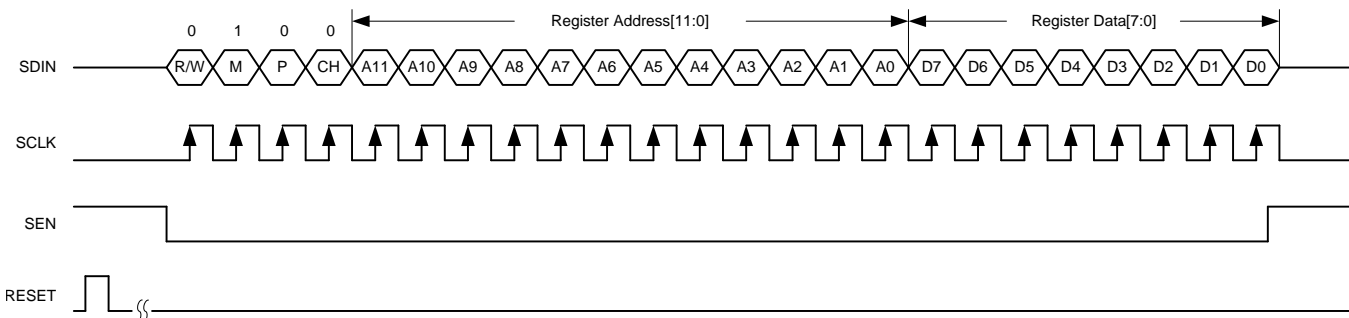 0 1 0 0 Register Address[11:0] Register Data[7:0]
SDIN R/W M P CH A11 A10 A9 A8 A7 A6 A5 A4 A3 A2 A1 A0 D7 D6 D5 D4 D3 D2 D1 D0
SCLK
SEN
RESET